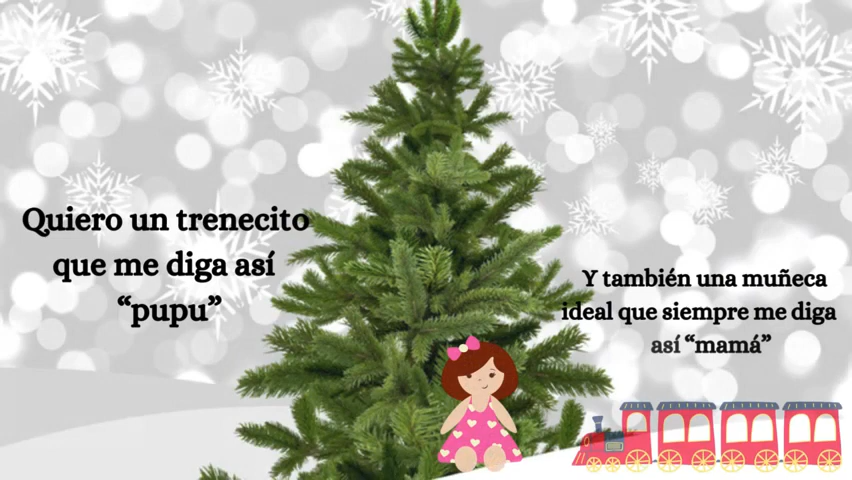 Quiero un trenecito
que me diga así
“pupu”
Y también una muñeca
ideal que siempre me diga
así “mamá”